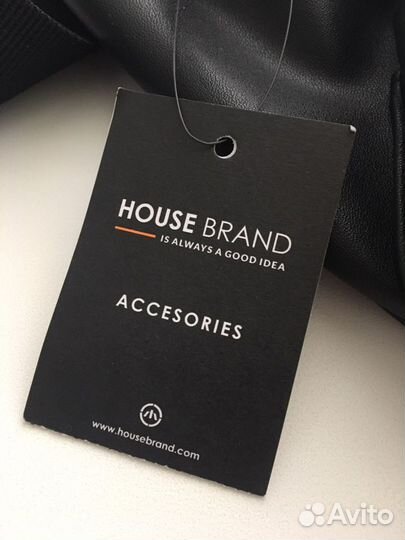 HOUSE BRAND
IS ALWAYS A GOOD IDEA
ACCESORIES
www.housebrand.com
Avito